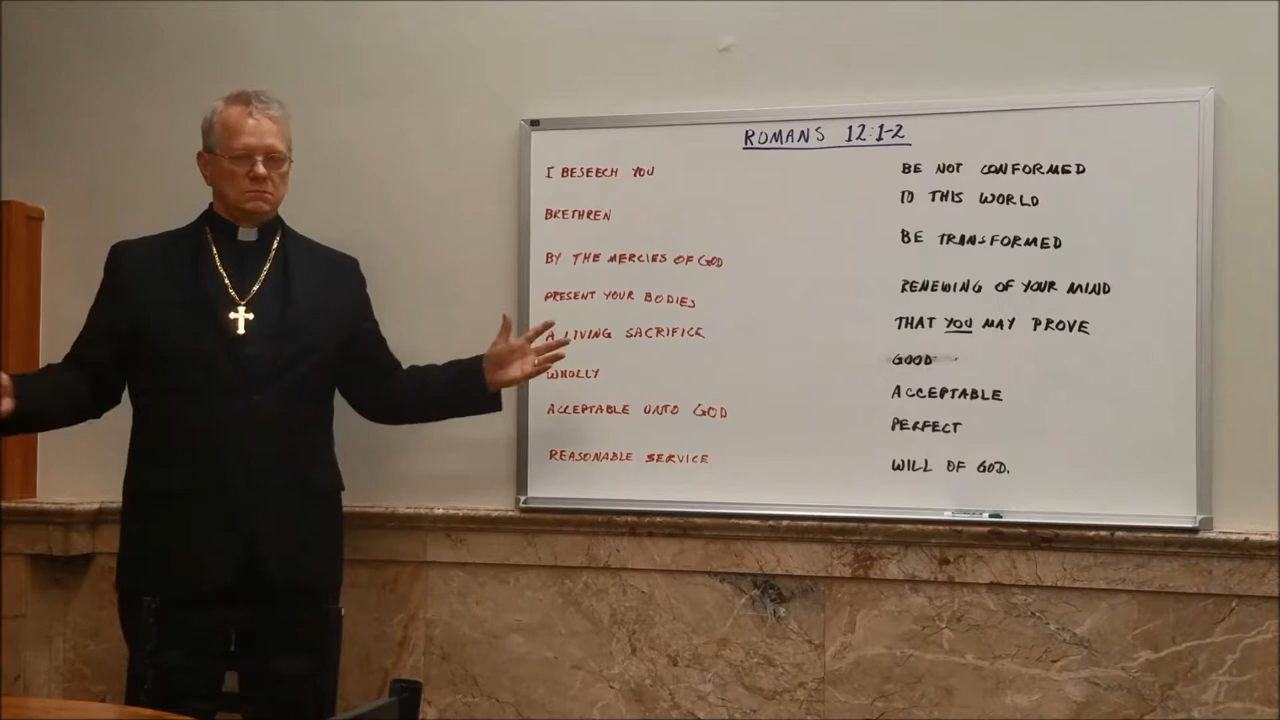 ROMANS 12:1-2
I BESEECH YOU
BRETHREN
BY THE MERCIES OF GOD
PRESENT YOUR BODIES
A LIVING SACRIFICE
WHOLLY
ACCEPTABLE UNTO GOD
REASONABLE SERVICE
BE NOT CONFORMED
TO THIS WORLD
BE TRANSFORMED
RENEWING OF YOUR MIND
THAT YOU MAY PROVE
GOOD
ACCEPTABLE
PERFECT
WILL OF GOD.